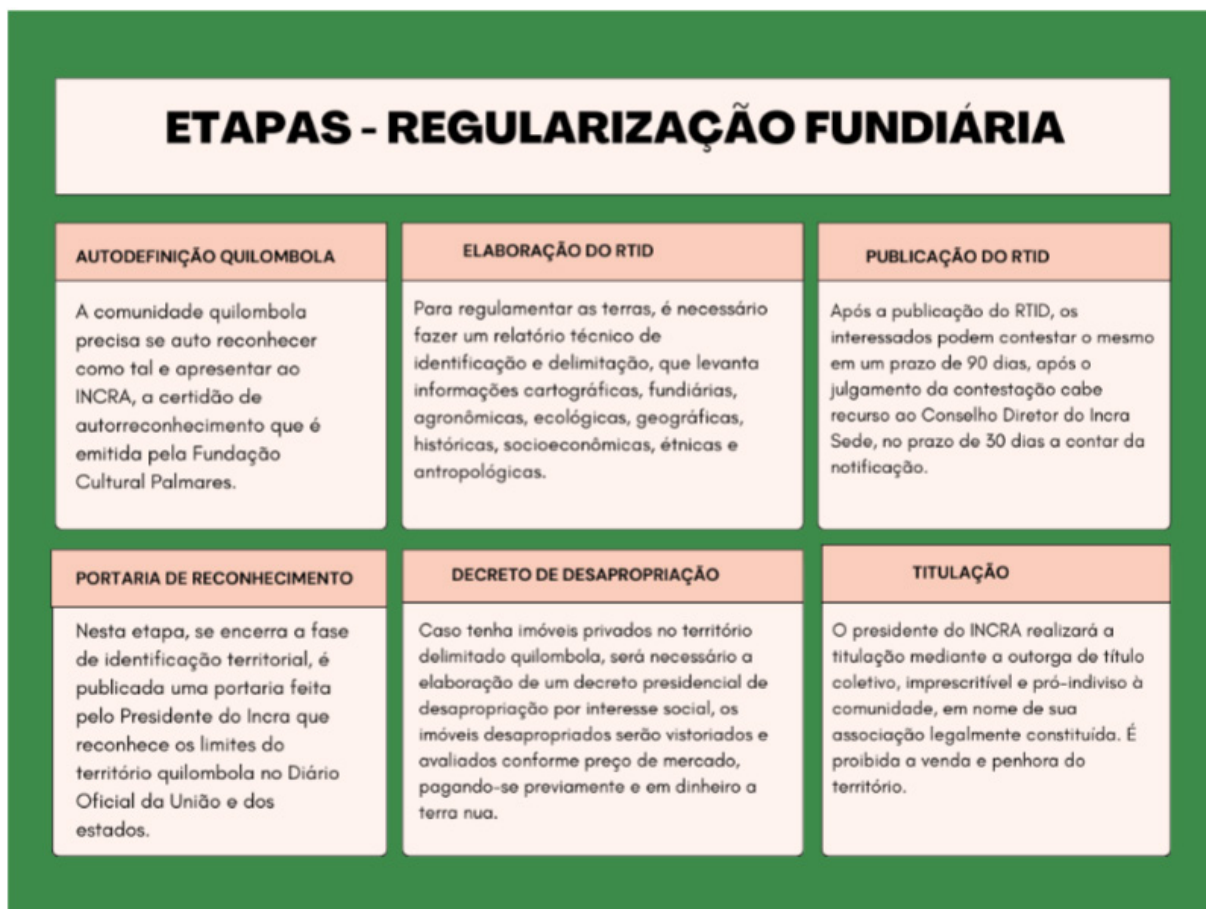 ETAPAS - REGULARIZAÇÃO FUNDIÁRIA
AUTODEFINIÇÃO QUILOMBOLA
A comunidade quilombola
precisa se auto reconhecer
como tal e apresentar ao
INCRA, a certidão de
autorreconhecimento que é
emitida pela Fundação
Cultural Palmares.
ELABORAÇÃO DO RTID
Para regulamentar as terras, é necessário
fazer um relatório técnico de
identificação e delimitação, que levanta
informações cartográficas, fundiárias,
agronômicas, ecológicas, geográficas,
históricas, socioeconômicas, étnicas e
antropológicas.
PUBLICAÇÃO DO RTID
Após a publicação do RTID, os
interessados podem contestar o mesmo
em um prazo de 90 dias, após o
julgamento da contestação cabe
recurso ao Conselho Diretor do Incra
Sede, no prazo de 30 dias a contar da
notificação.
PORTARIA DE RECONHECIMENTO
Nesta etapa, se encerra a fase
de identificação territorial, é
publicada uma portaria feita
pelo Presidente do Incra que
reconhece os limites do
território quilombola no Diário
Oficial da União e dos
estados.
DECRETO DE DESAPROPRIAÇÃO
Caso tenha imóveis privados no território
delimitado quilombola, será necessário a
elaboração de um decreto presidencial de
desapropriação por interesse social, os
imóveis desapropriados serão vistoriados e
avaliados conforme preço de mercado,
pagando-se previamente e em dinheiro a
terra nua.
TITULAÇÃO
O presidente do INCRA realizará a
titulação mediante a outorga de título
coletivo, imprescritível e pró-indiviso à
comunidade, em nome de sua
associação legalmente constituída. É
proibida a venda e penhora do
território.